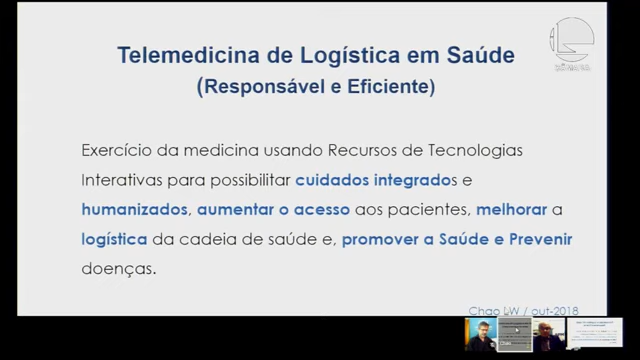 Telemedicina de Logística em Saúde
(Responsável e Eficiente)
Exercício da medicina usando Recursos de Tecnologias
Interativas para possibilitar cuidados integrados e
humanizados, aumentar o acesso aos pacientes, melhorar a
logística da cadeia de saúde e, promover a Saúde e Prevenir
doenças.
Chao LW / out-2018